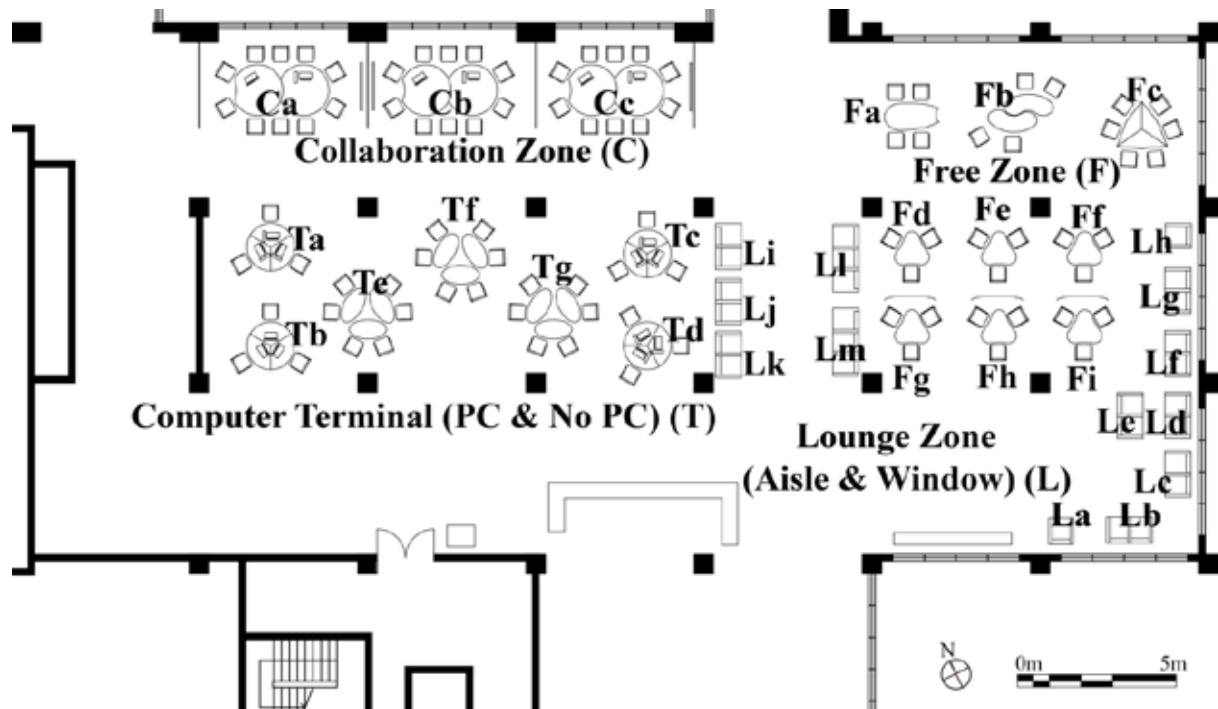 Ca
Cb
Cc
Collaboration Zone (C)
Fa
Fb
Fc
Free Zone (F)
Ta
Tf
Tc
Te
Tg
Tb
Td
Li
Lj
Lk
Ll
Lm
Fd
Fe
Ff
Fg
Fh
Fi
Lh
Lg
Lf
Le
Ld
Lc
Computer Terminal (PC & No PC) (T)
Lounge Zone
(Aisle & Window) (L)
La
Lb
N
0m
5m